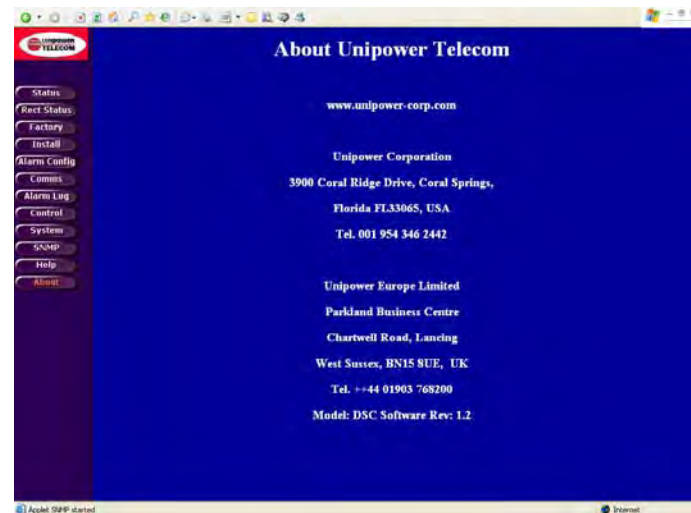 UNIPOWER
TELECOM
About Unipower Telecom
Status
Rect Status
Factory
Install
Alarm Config
Comms
Alarm Log
Control
System
SNMP
Help
About
www.unipower-corp.com
Unipower Corporation
3900 Coral Ridge Drive, Coral Springs,
Florida FL33065, USA
Tel. 001 954 346 2442
Unipower Europe Limited
Parkland Business Centre
Chartwell Road, Lancing
West Sussex, BN15 8UE, UK
Tel. ++44 01903 768200
Model: DSC Software Rev: 1.2
Applet SNMP started
Internet